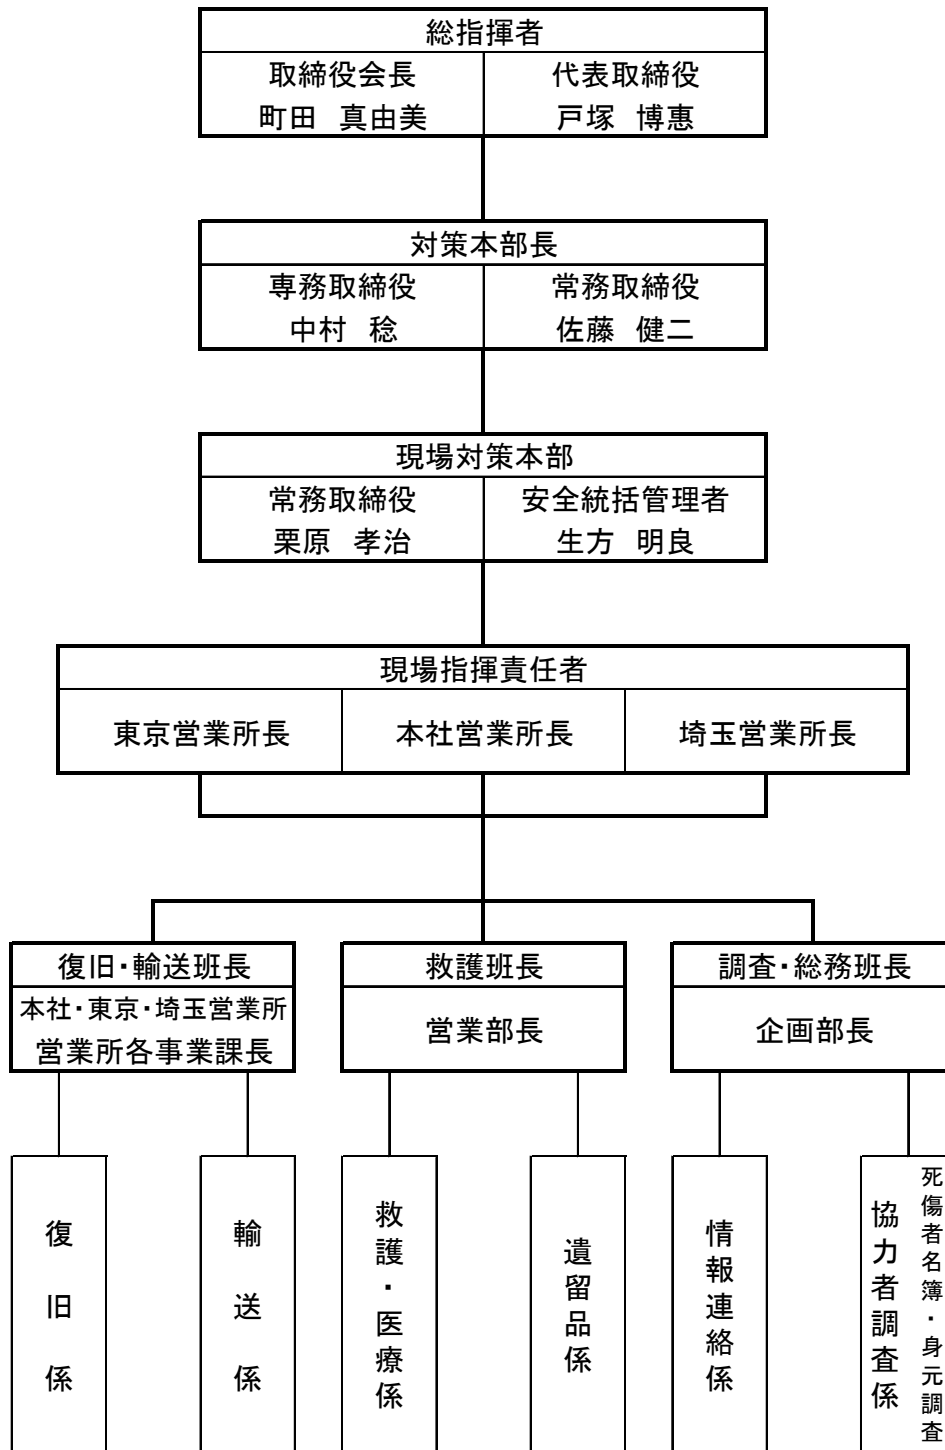 総指揮者
取締役会長
町田 真由美
代表取締役
戸塚 博惠
対策本部長
専務取締役
中村 稔
常務取締役
佐藤 健二
現場対策本部
常務取締役
栗原 孝治
安全統括管理者
生方 明良
現場指揮責任者
東京営業所長
本社営業所長
埼玉営業所長
復旧・輸送班長
本社・東京・埼玉営業所
営業所各事業課長
救護班長
営業部長
調査・総務班長
企画部長
復旧係
輸送係
救護・医療係
遺留品係
情報連絡係
死傷者名簿・身元調査
協力者調査係